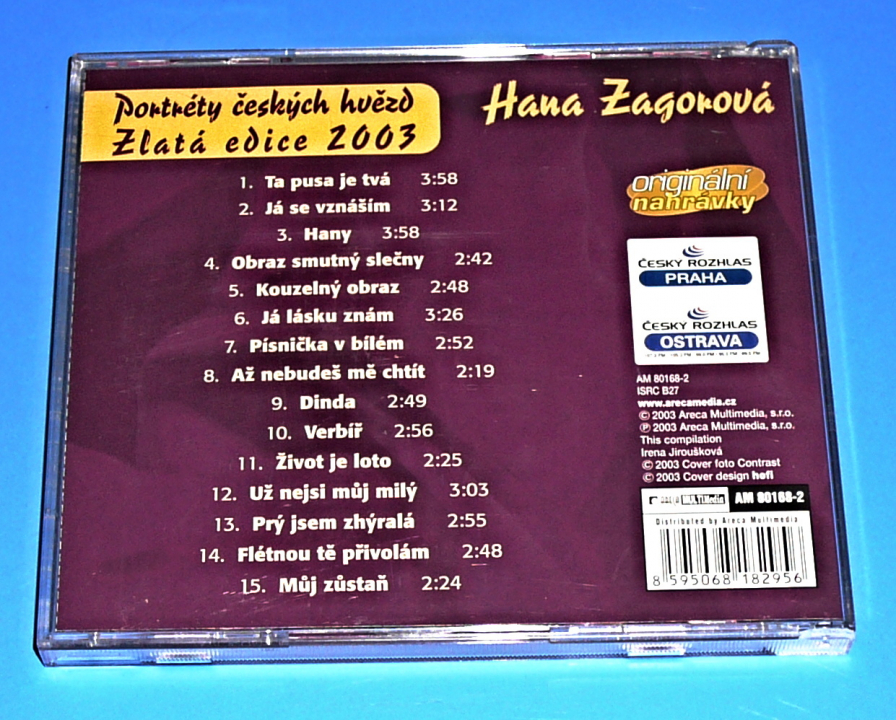 Portréty českých hvězd
Zlatá edice 2003
Hana Zagorová
1. Ta pusa je tvá 3:58
2. Já se vznáším 3:12
3. Hany 3:58
4. Obraz smutný slečny 2:42
5. Kouzelný obraz 2:48
6. Já lásku znám 3:26
7. Písnička v bílém 2:52
8. Až nebudeš mě chtít 2:19
9. Dinda 2:49
10. Verbíř 2:56
11. Život je loto 2:25
12. Už nejsi můj milý 3:03
13. Prý jsem zhýralá 2:55
14. Flétnou tě přivolám 2:48
15. Můj zůstaň 2:24
originální
nahrávky
ČESKÝ ROZHLAS
PRAHA
ČESKÝ ROZHLAS
OSTRAVA
AM 80168-2
ISRC B27
www.arecamedia.cz
© 2003 Areca Multimedia, s.r.o.
℗ 2003 Areca Multimedia, s.r.o.
This compilation
Irena Jiroušková
© 2003 Cover foto Contrast
© 2003 Cover design hefi
MULTIMedia AM 80168-2
Distributed by Areca Multimedia
8 595068 182956